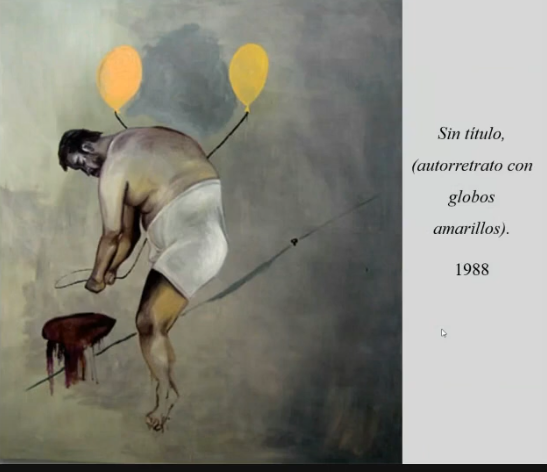 Sin título,
(autorretrato con
globos
amarillos).
1988